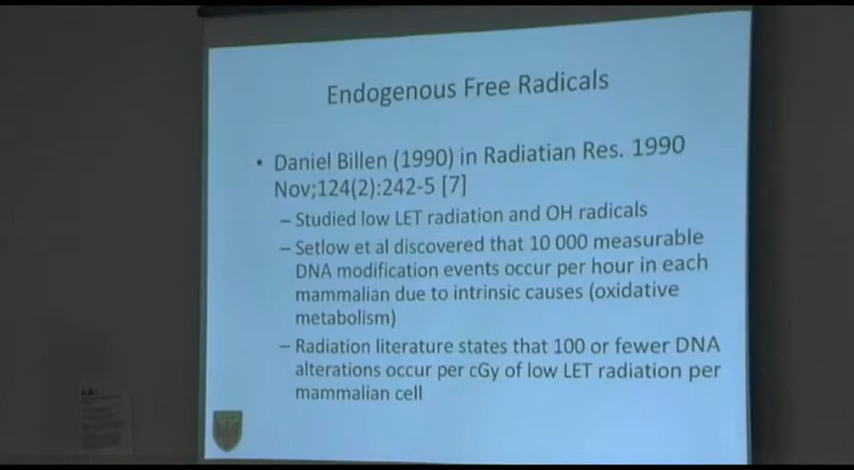 Endogenous Free Radicals
• Daniel Billen (1990) in Radiatian Res. 1990
Nov;124(2):242-5 [7]
– Studied low LET radiation and OH radicals
– Setlow et al discovered that 10 000 measurable
DNA modification events occur per hour in each
mammalian due to intrinsic causes (oxidative
metabolism)
– Radiation literature states that 100 or fewer DNA
alterations occur per cGy of low LET radiation per
mammalian cell